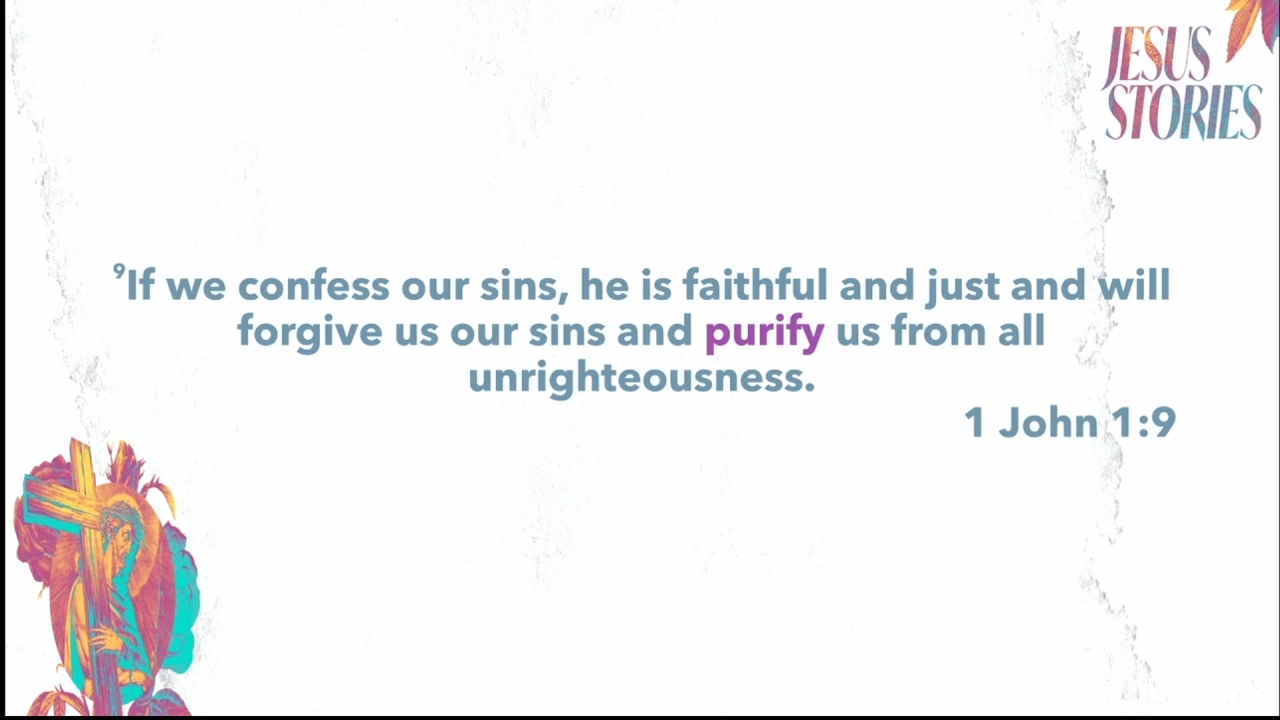 JESUS
STORIES
⁹If we confess our sins, he is faithful and just and will
forgive us our sins and purify us from all
unrighteousness.
1 John 1:9